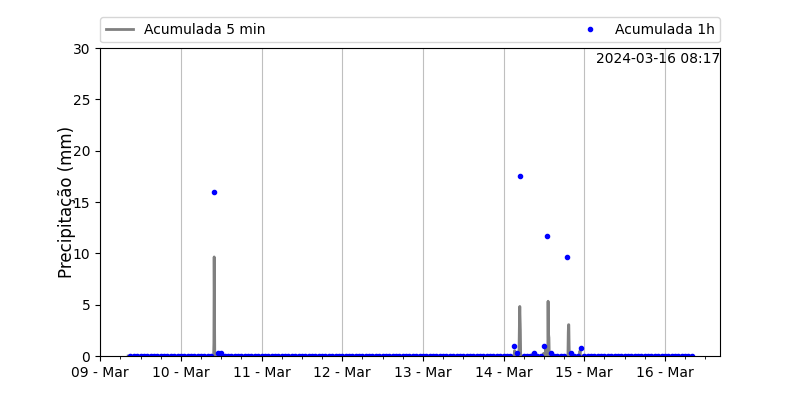 Acumulada 5 min
Acumulada 1h
2024-03-16 08:17
Precipitação (mm)
30
25
20
15
10
5
0
09 - Mar
10 - Mar
11 - Mar
12 - Mar
13 - Mar
14 - Mar
15 - Mar
16 - Mar